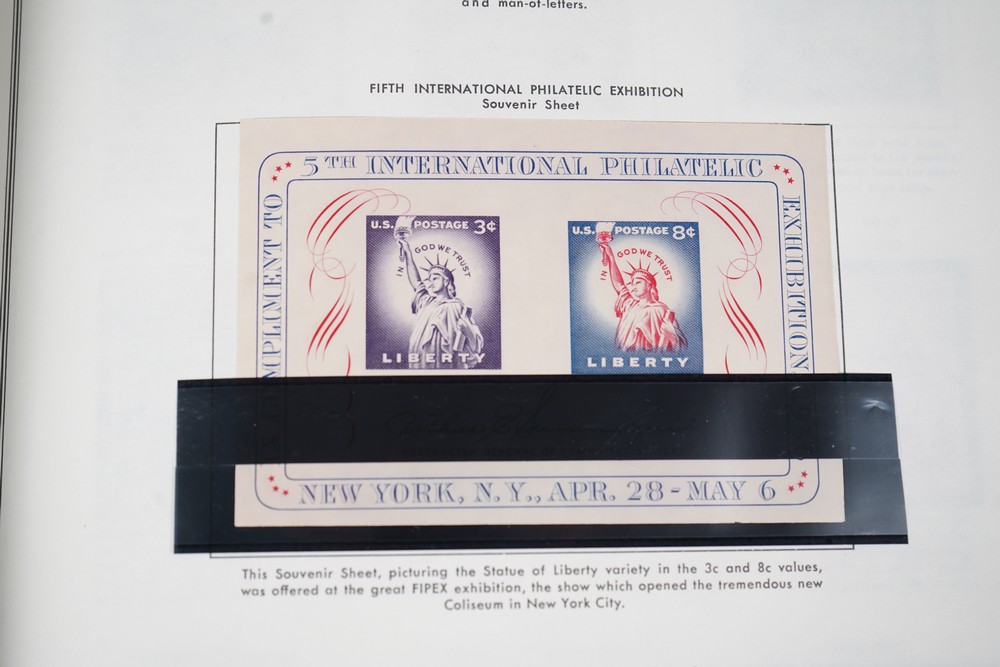 and man-of-letters.
FIFTH INTERNATIONAL PHILATELIC EXHIBITION
Souvenir Sheet
5TH INTERNATIONAL PHILATELIC
EXHIBITION
MPLIMENT TO
U.S. POSTAGE 3¢
IN GOD WE TRUST
LIBERTY
U.S. POSTAGE 8¢
IN GOD WE TRUST
LIBERTY
NEW YORK, N.Y., APR. 28 - MAY 6
This Souvenir Sheet, picturing the Statue of Liberty variety in the 3c and 8c values,
was offered at the great FIPEX exhibition, the show which opened the tremendous new
Coliseum in New York City.